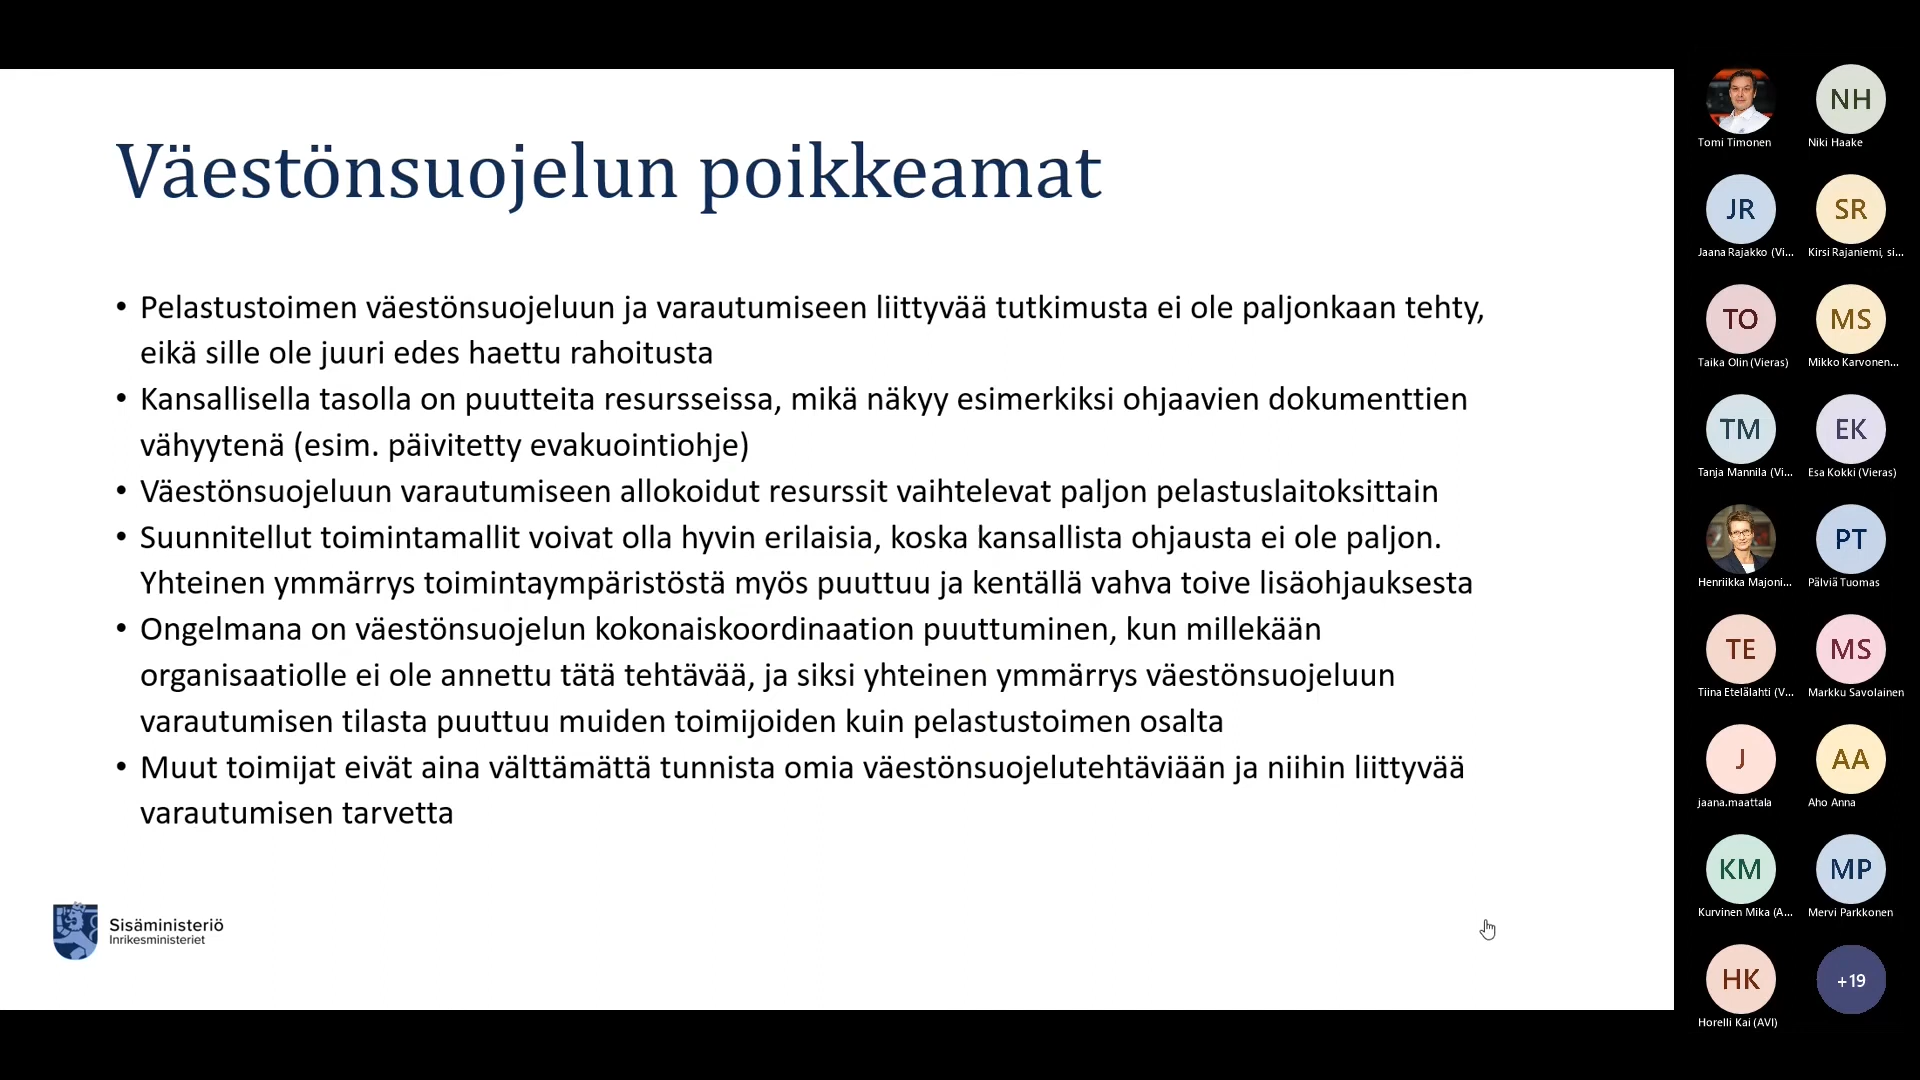 Väestönsuojelun poikkeamat
• Pelastustoimen väestönsuojeluun ja varautumiseen liittyvää tutkimusta ei ole paljonkaan tehty,
eikä sille ole juuri edes haettu rahoitusta
• Kansallisella tasolla on puutteita resursseissa, mikä näkyy esimerkiksi ohjaavien dokumenttien
vähyytenä (esim. päivitetty evakuointiohje)
• Väestönsuojeluun varautumiseen allokoidut resurssit vaihtelevat paljon pelastuslaitoksittain
• Suunnitellut toimintamallit voivat olla hyvin erilaisia, koska kansallista ohjausta ei ole paljon.
Yhteinen ymmärrys toimintaympäristöstä myös puuttuu ja kentällä vahva toive lisäohjauksesta
• Ongelmana on väestönsuojelun kokonaiskoordinaation puuttuminen, kun millekään
organisaatiolle ei ole annettu tätä tehtävää, ja siksi yhteinen ymmärrys väestönsuojeluun
varautumisen tilasta puuttuu muiden toimijoiden kuin pelastustoimen osalta
• Muut toimijat eivät aina välttämättä tunnista omia väestönsuojelutehtäviään ja niihin liittyvää
varautumisen tarvetta
Sisäministeriö
Inrikesministeriet
NH
Tomi Timonen
Niki Haake
JR
SR
Jaana Rajakko (Vi...
Kirsi Rajaniemi, si...
TO
MS
Taika Olin (Vieras)
Mikko Karvonen...
TM
EK
Tanja Mannila (Vi...
Esa Kokki (Vieras)
PT
Henriikka Majoni...
Pälviä Tuomas
TE
MS
Tiina Etelälahti (V...
Markku Savolainen
J
AA
jaana.maattala
Aho Anna
KM
MP
Kurvinen Mika (A...
Mervi Parkkonen
HK
+19
Horelli Kai (AVI)